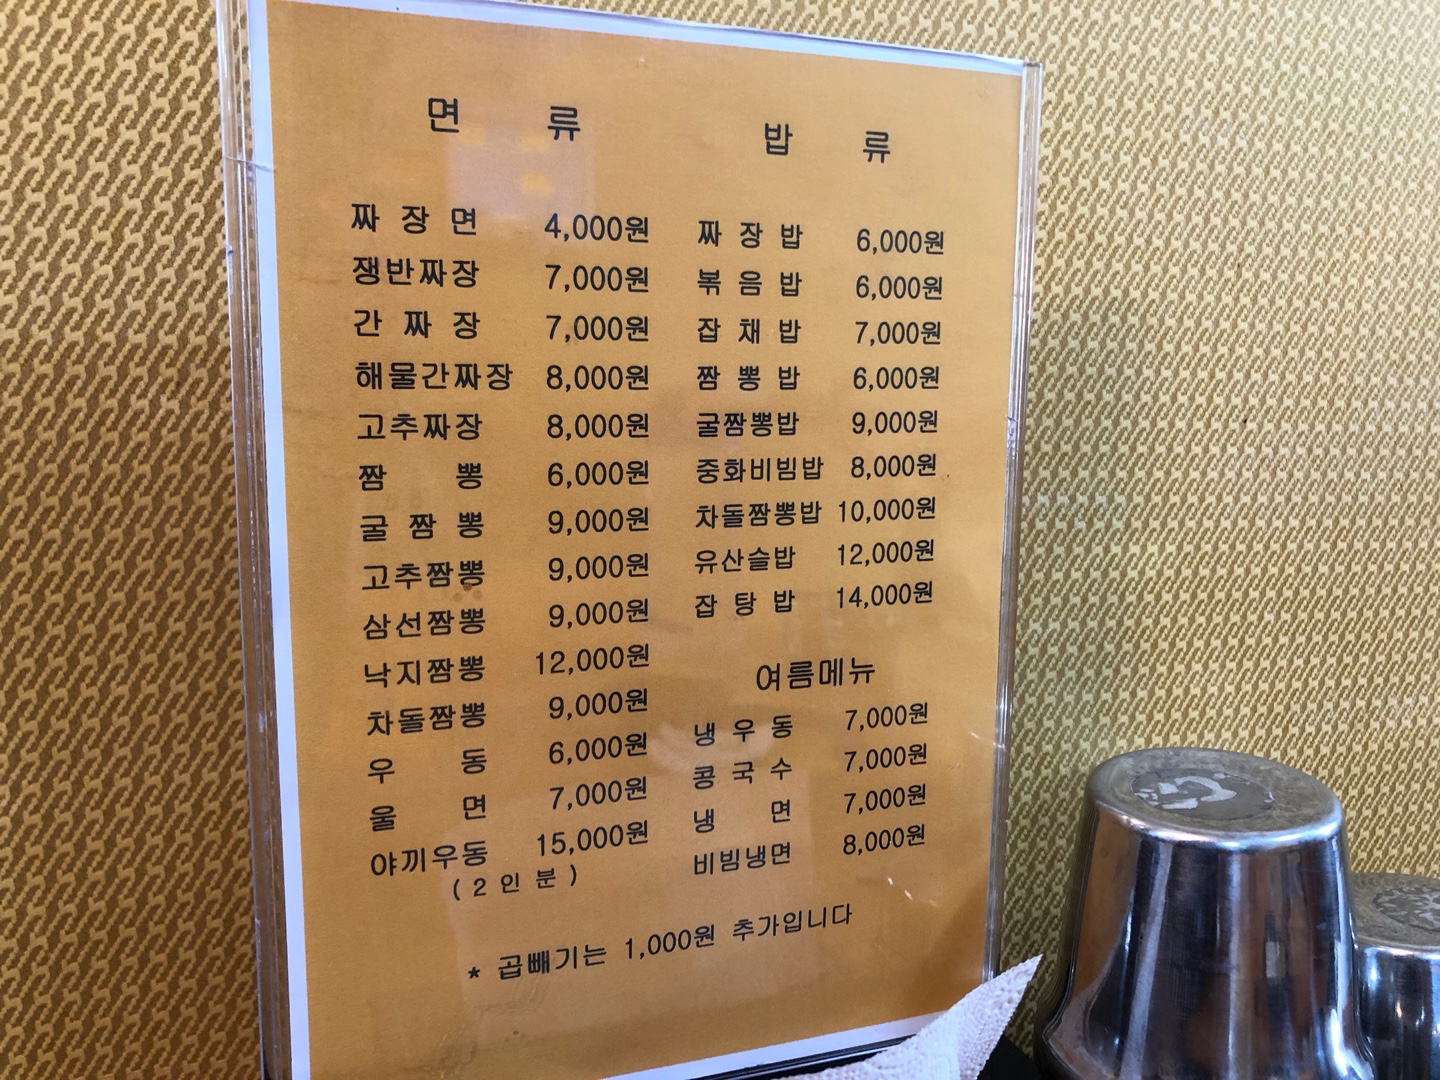 면 류
짜 장 면 4,000원
쟁반짜장 7,000원
간 짜 장 7,000원
해물간짜장 8,000원
고추짜장 8,000원
짬 뽕 6,000원
굴 짬 뽕 9,000원
고추짬뽕 9,000원
삼선짬뽕 9,000원
낙지짬뽕 12,000원
차돌짬뽕 9,000원
우 동 6,000원
울 면 7,000원
야끼우동 15,000원
( 2 인 분 )
밥 류
짜 장 밥 6,000원
볶 음 밥 6,000원
잡 채 밥 7,000원
짬 뽕 밥 6,000원
굴짬뽕밥 9,000원
중화비빔밥 8,000원
차돌짬뽕밥 10,000원
유산슬밥 12,000원
잡 탕 밥 14,000원
여름메뉴
냉 우 동 7,000원
콩 국 수 7,000원
냉 면 7,000원
비빔냉면 8,000원
* 곱빼기는 1,000원 추가입니다